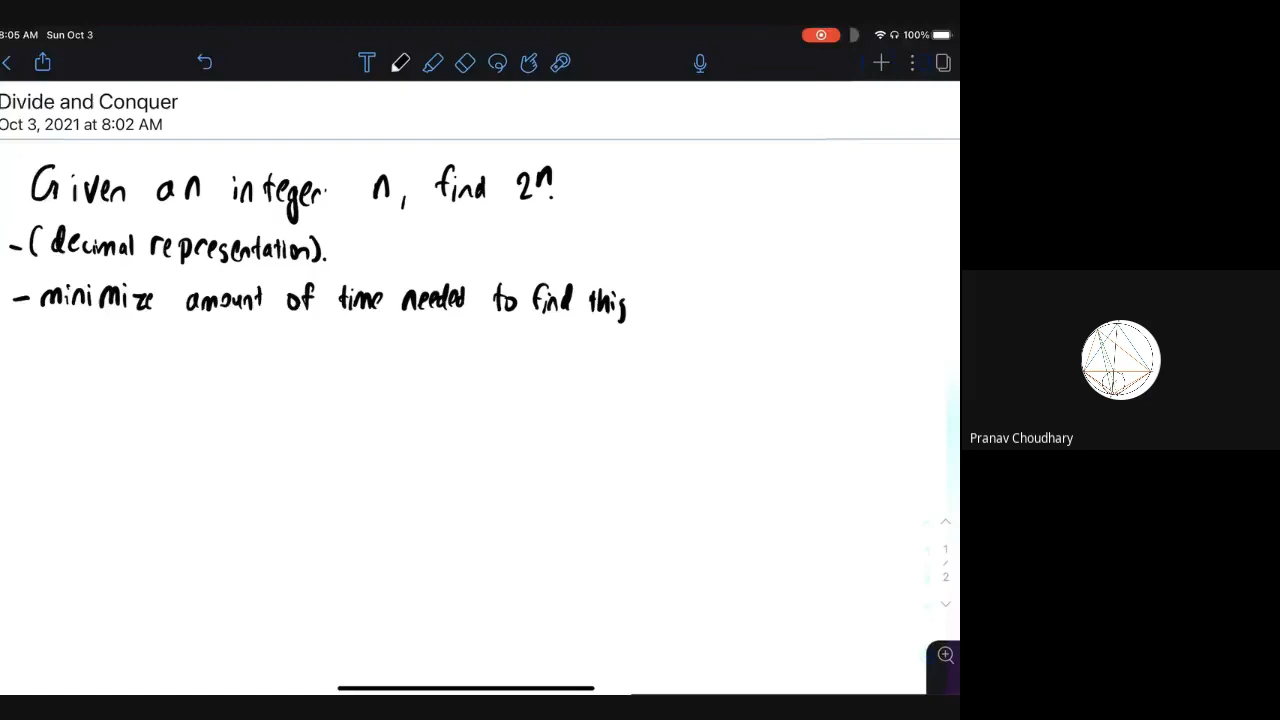 8:05 AM Sun Oct 3
100%
Divide and Conquer
Oct 3, 2021 at 8:02 AM
Given an integer n, find 2ⁿ.
- (decimal representation).
- minimize amount of time needed to find this
1
/
2
Pranav Choudhary